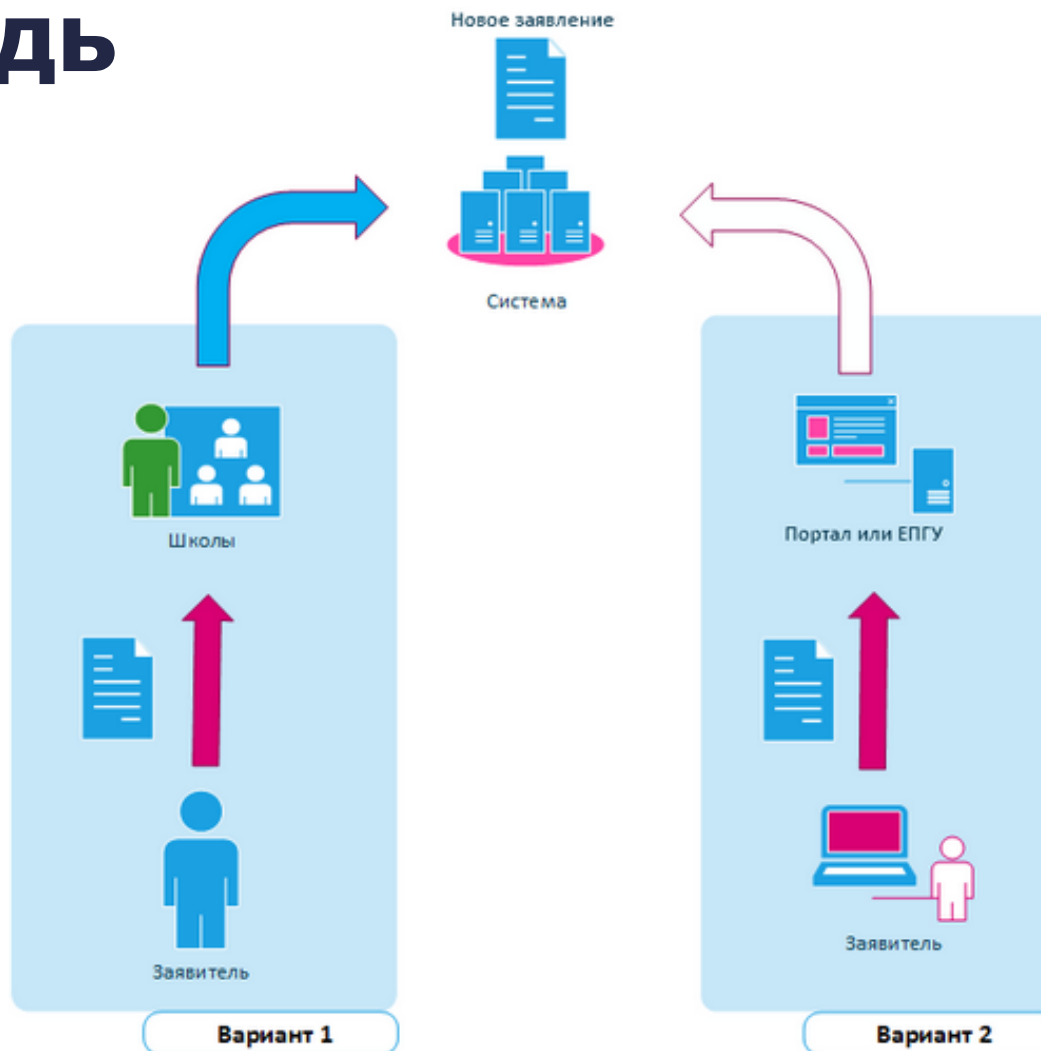 дь
Новое заявление
Система
Школы
Портал или ЕПГУ
Заявитель
Заявитель
Вариант 1
Вариант 2